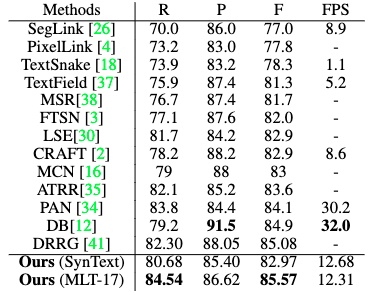 Methods R P F FPS
SegLink [26] 70.0 86.0 77.0 8.9
PixelLink [4] 73.2 83.0 77.8 -
TextSnake [18] 73.9 83.2 78.3 1.1
TextField [37] 75.9 87.4 81.3 5.2
MSR[38] 76.7 87.4 81.7 -
FTSN [3] 77.1 87.6 82.0 -
LSE[30] 81.7 84.2 82.9 -
CRAFT [2] 78.2 88.2 82.9 8.6
MCN [16] 79 88 83 -
ATRR[35] 82.1 85.2 83.6 -
PAN [34] 83.8 84.4 84.1 30.2
DB[12] 79.2 91.5 84.9 32.0
DRRG [41] 82.30 88.05 85.08 -
Ours (SynText) 80.68 85.40 82.97 12.68
Ours (MLT-17) 84.54 86.62 85.57 12.31